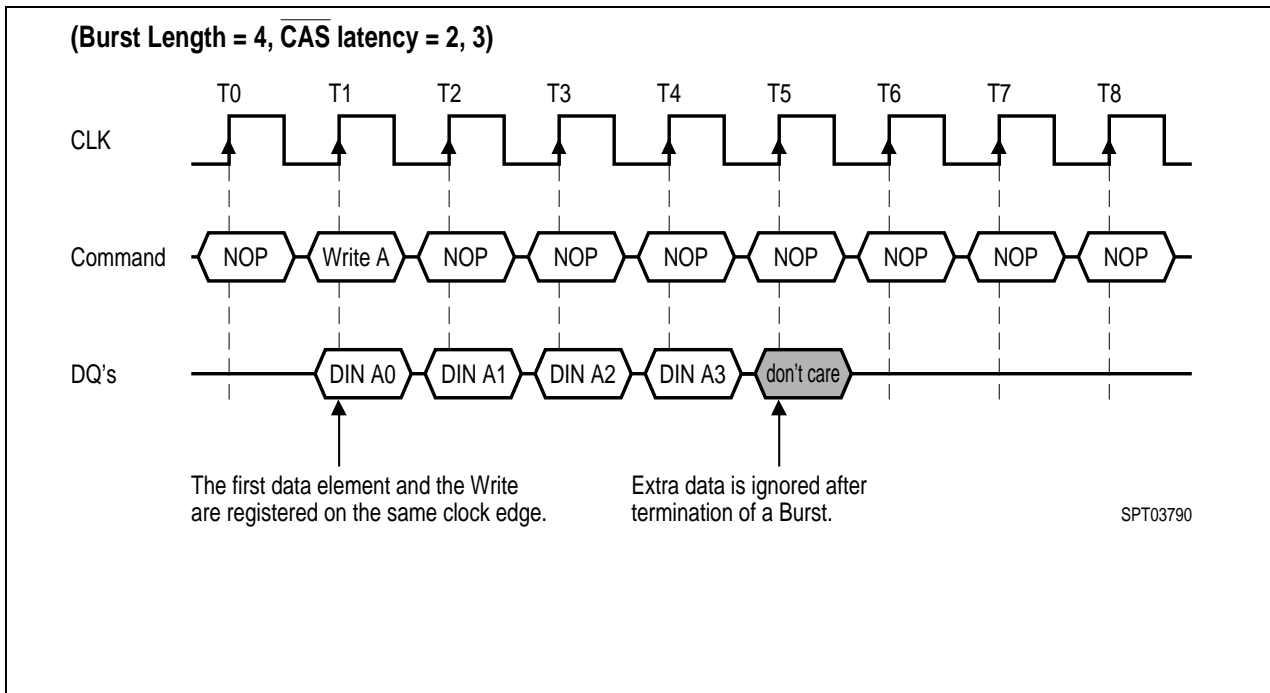 (Burst Length = 4, CAS latency = 2, 3)
T0 T1 T2 T3 T4 T5 T6 T7 T8
CLK
Command NOP Write A NOP NOP NOP NOP NOP NOP NOP
DQ's DIN A0 DIN A1 DIN A2 DIN A3 don't care
The first data element and the Write
are registered on the same clock edge.
Extra data is ignored after
termination of a Burst.
SPT03790